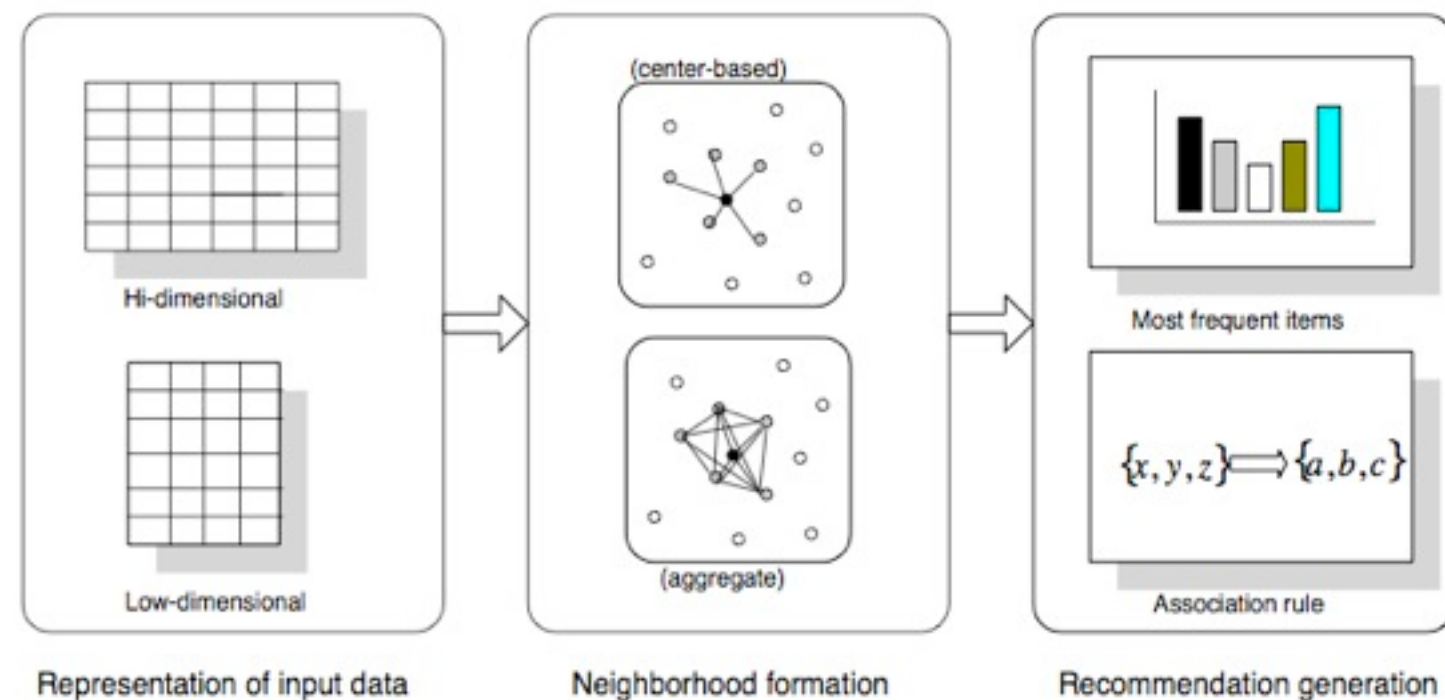 Hi-dimensional
Low-dimensional
Representation of input data
(center-based)
(aggregate)
Neighborhood formation
Most frequent items
{x, y, z} ⟹ {a, b, c}
Association rule
Recommendation generation